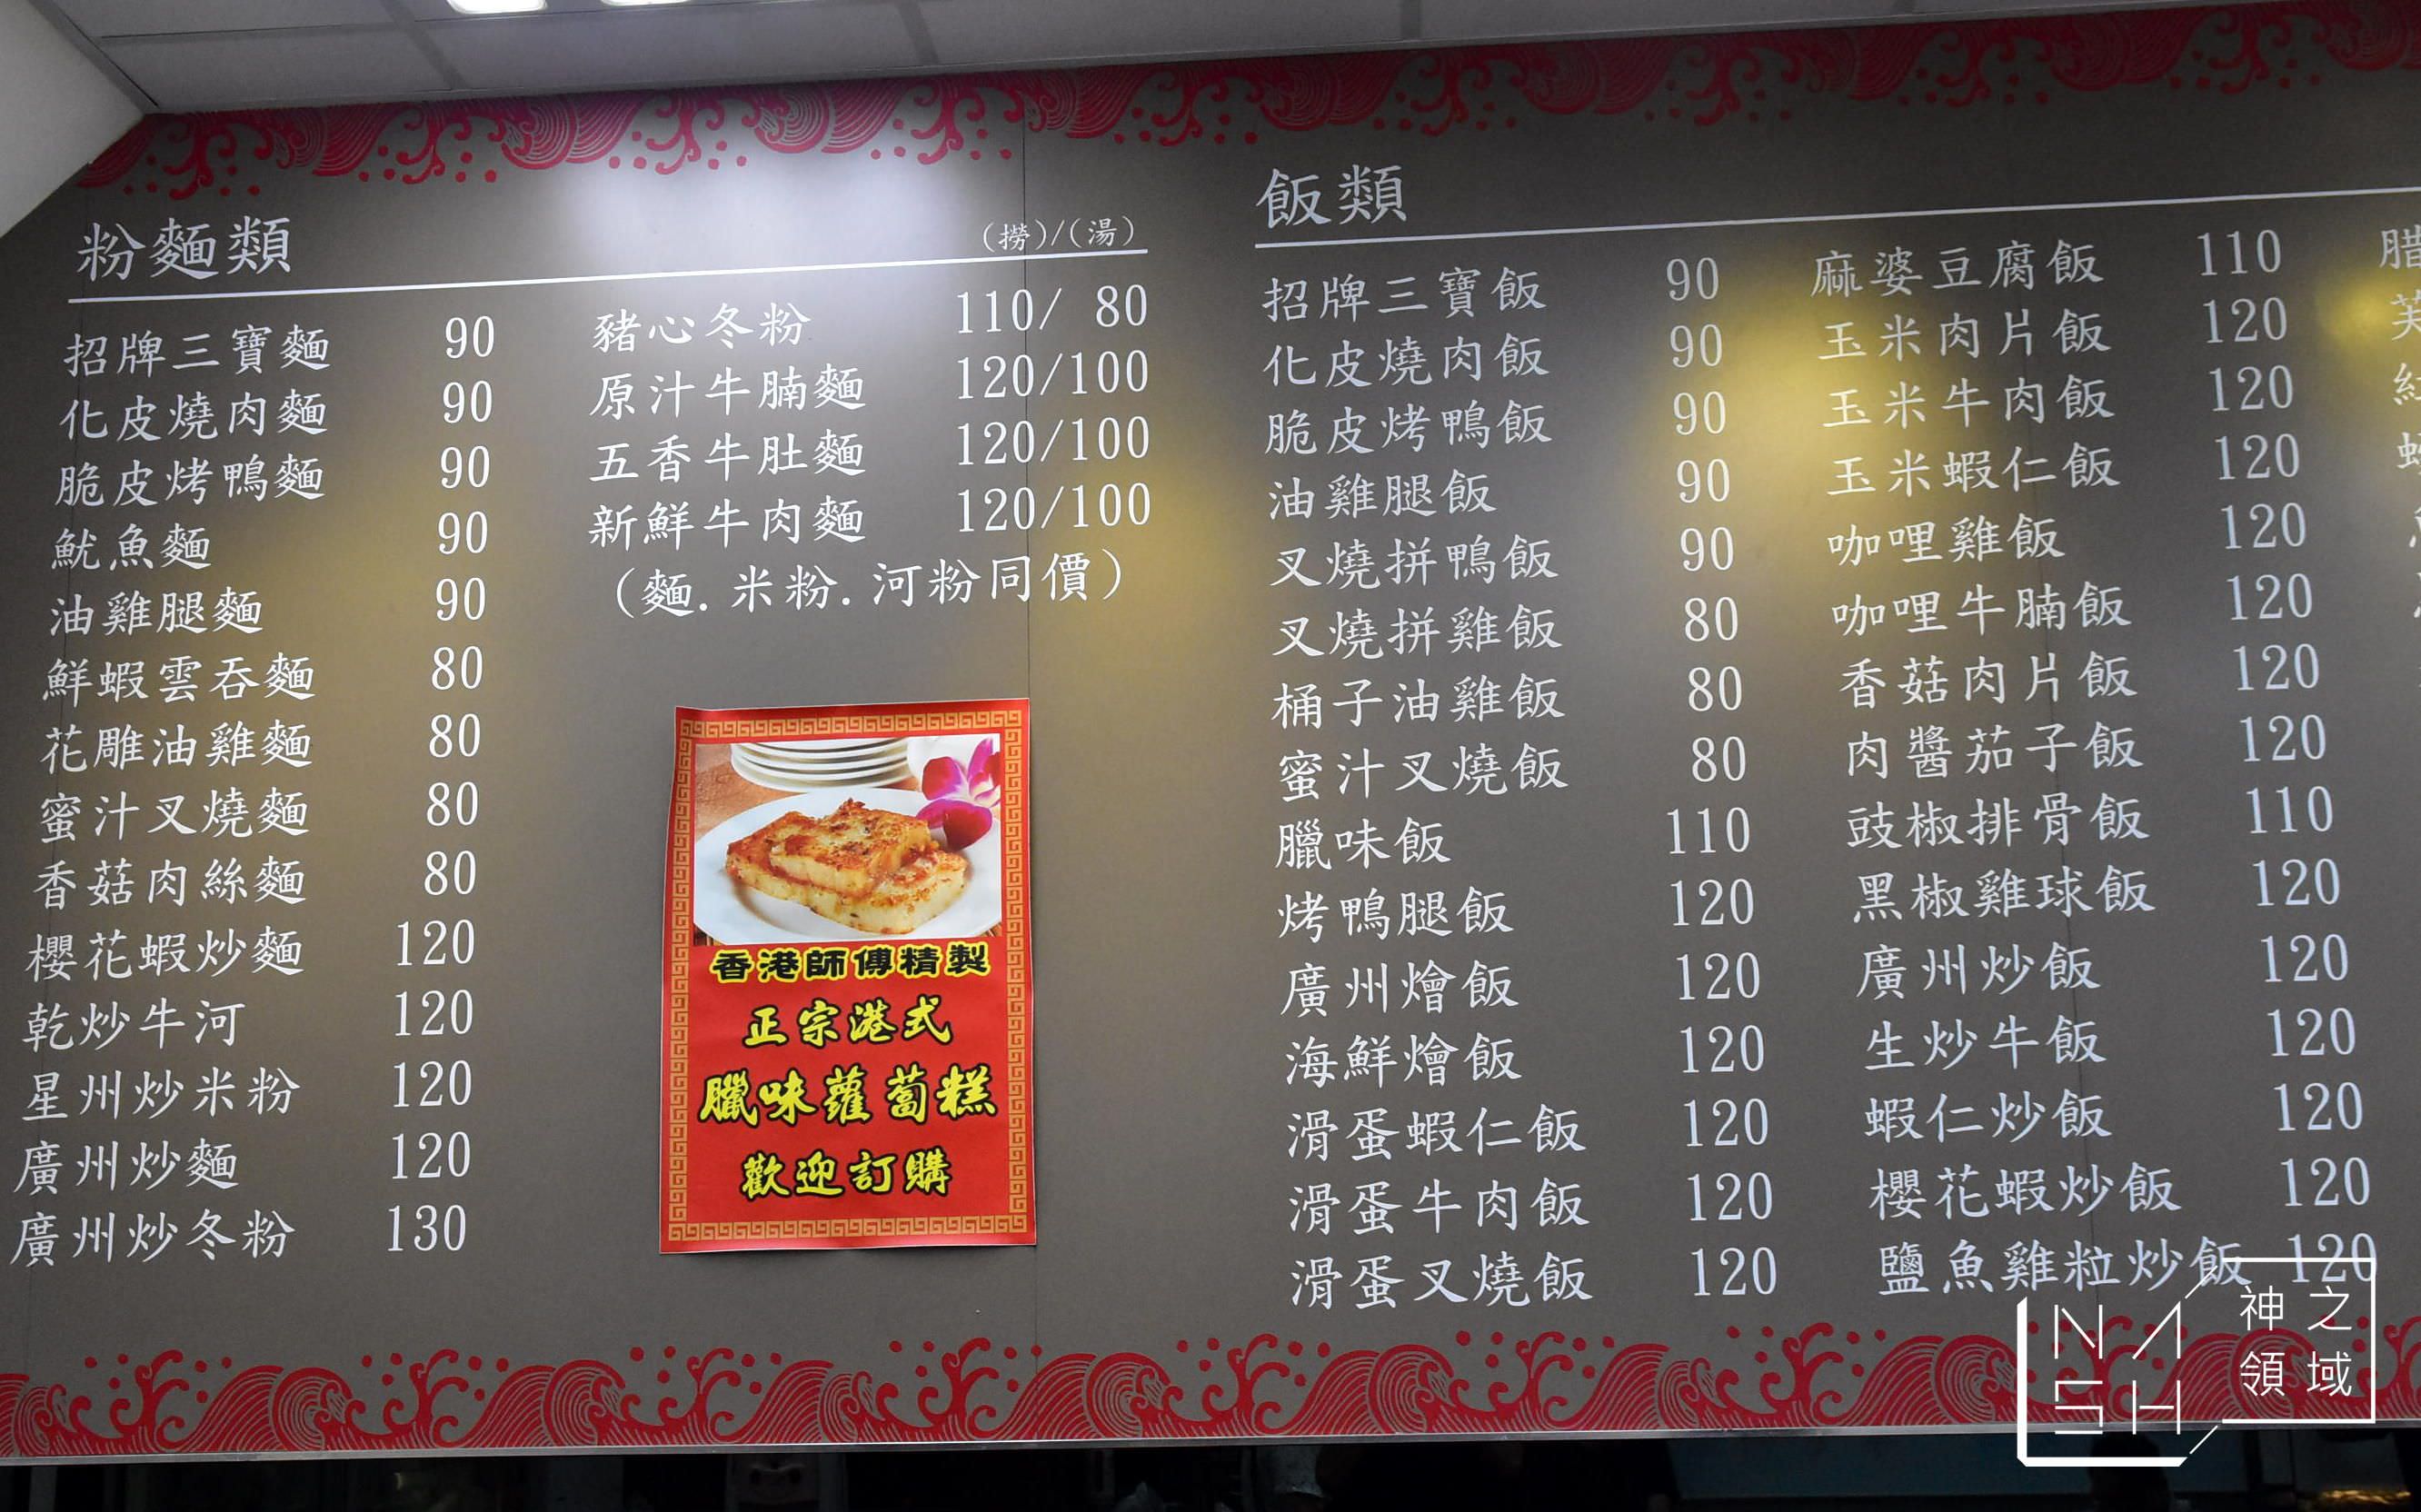 粉麵類
(撈)/(湯)
招牌三寶麵 90
化皮燒肉麵 90
脆皮烤鴨麵 90
魷魚麵 90
油雞腿麵 90
鮮蝦雲吞麵 80
花雕油雞麵 80
蜜汁叉燒麵 80
香菇肉絲麵 80
櫻花蝦炒麵 120
乾炒牛河 120
星州炒米粉 120
廣州炒麵 120
廣州炒冬粉 130
豬心冬粉 110/ 80
原汁牛腩麵 120/100
五香牛肚麵 120/100
新鮮牛肉麵 120/100
(麵.米粉.河粉同價)
香港師傅精製
正宗港式
臘味蘿蔔糕
歡迎訂購
飯類
招牌三寶飯 90
化皮燒肉飯 90
脆皮烤鴨飯 90
油雞腿飯 90
叉燒拼鴨飯 90
叉燒拼雞飯 80
桶子油雞飯 80
蜜汁叉燒飯 80
臘味飯 110
烤鴨腿飯 120
廣州燴飯 120
海鮮燴飯 120
滑蛋蝦仁飯 120
滑蛋牛肉飯 120
滑蛋叉燒飯 120
麻婆豆腐飯 110
玉米肉片飯 120
玉米牛肉飯 120
玉米蝦仁飯 120
咖哩雞飯 120
咖哩牛腩飯 120
香菇肉片飯 120
肉醬茄子飯 120
豉椒排骨飯 110
黑椒雞球飯 120
廣州炒飯 120
生炒牛飯 120
蝦仁炒飯 120
櫻花蝦炒飯 120
鹽魚雞粒炒飯 120
神之
領域